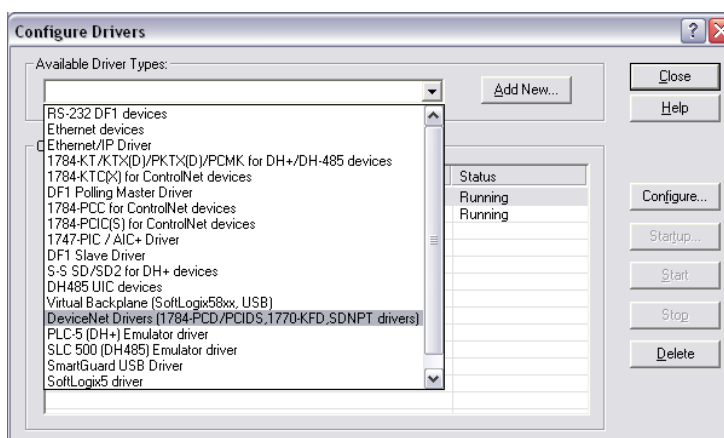 Configure Drivers
Available Driver Types:
Add New...
Close
Help
RS-232 DF1 devices
Ethernet devices
Ethernet/IP Driver
1784-KT/KTX(D)/PKTX(D)/PCMK for DH+/DH-485 devices
1784-KTC(X) for ControlNet devices
DF1 Polling Master Driver
1784-PCC for ControlNet devices
1784-PCIC(S) for ControlNet devices
1747-PIC / AIC+ Driver
DF1 Slave Driver
S-S SD/SD2 for DH+ devices
DH485 UIC devices
Virtual Backplane (SoftLogix58xx, USB)
DeviceNet Drivers (1784-PCD/PCIDS,1770-KFD,SDNPT drivers)
PLC-5 (DH+) Emulator driver
SLC 500 (DH485) Emulator driver
SmartGuard USB Driver
SoftLogix5 driver
Status
Running
Running
Configure...
Startup...
Start
Stop
Delete